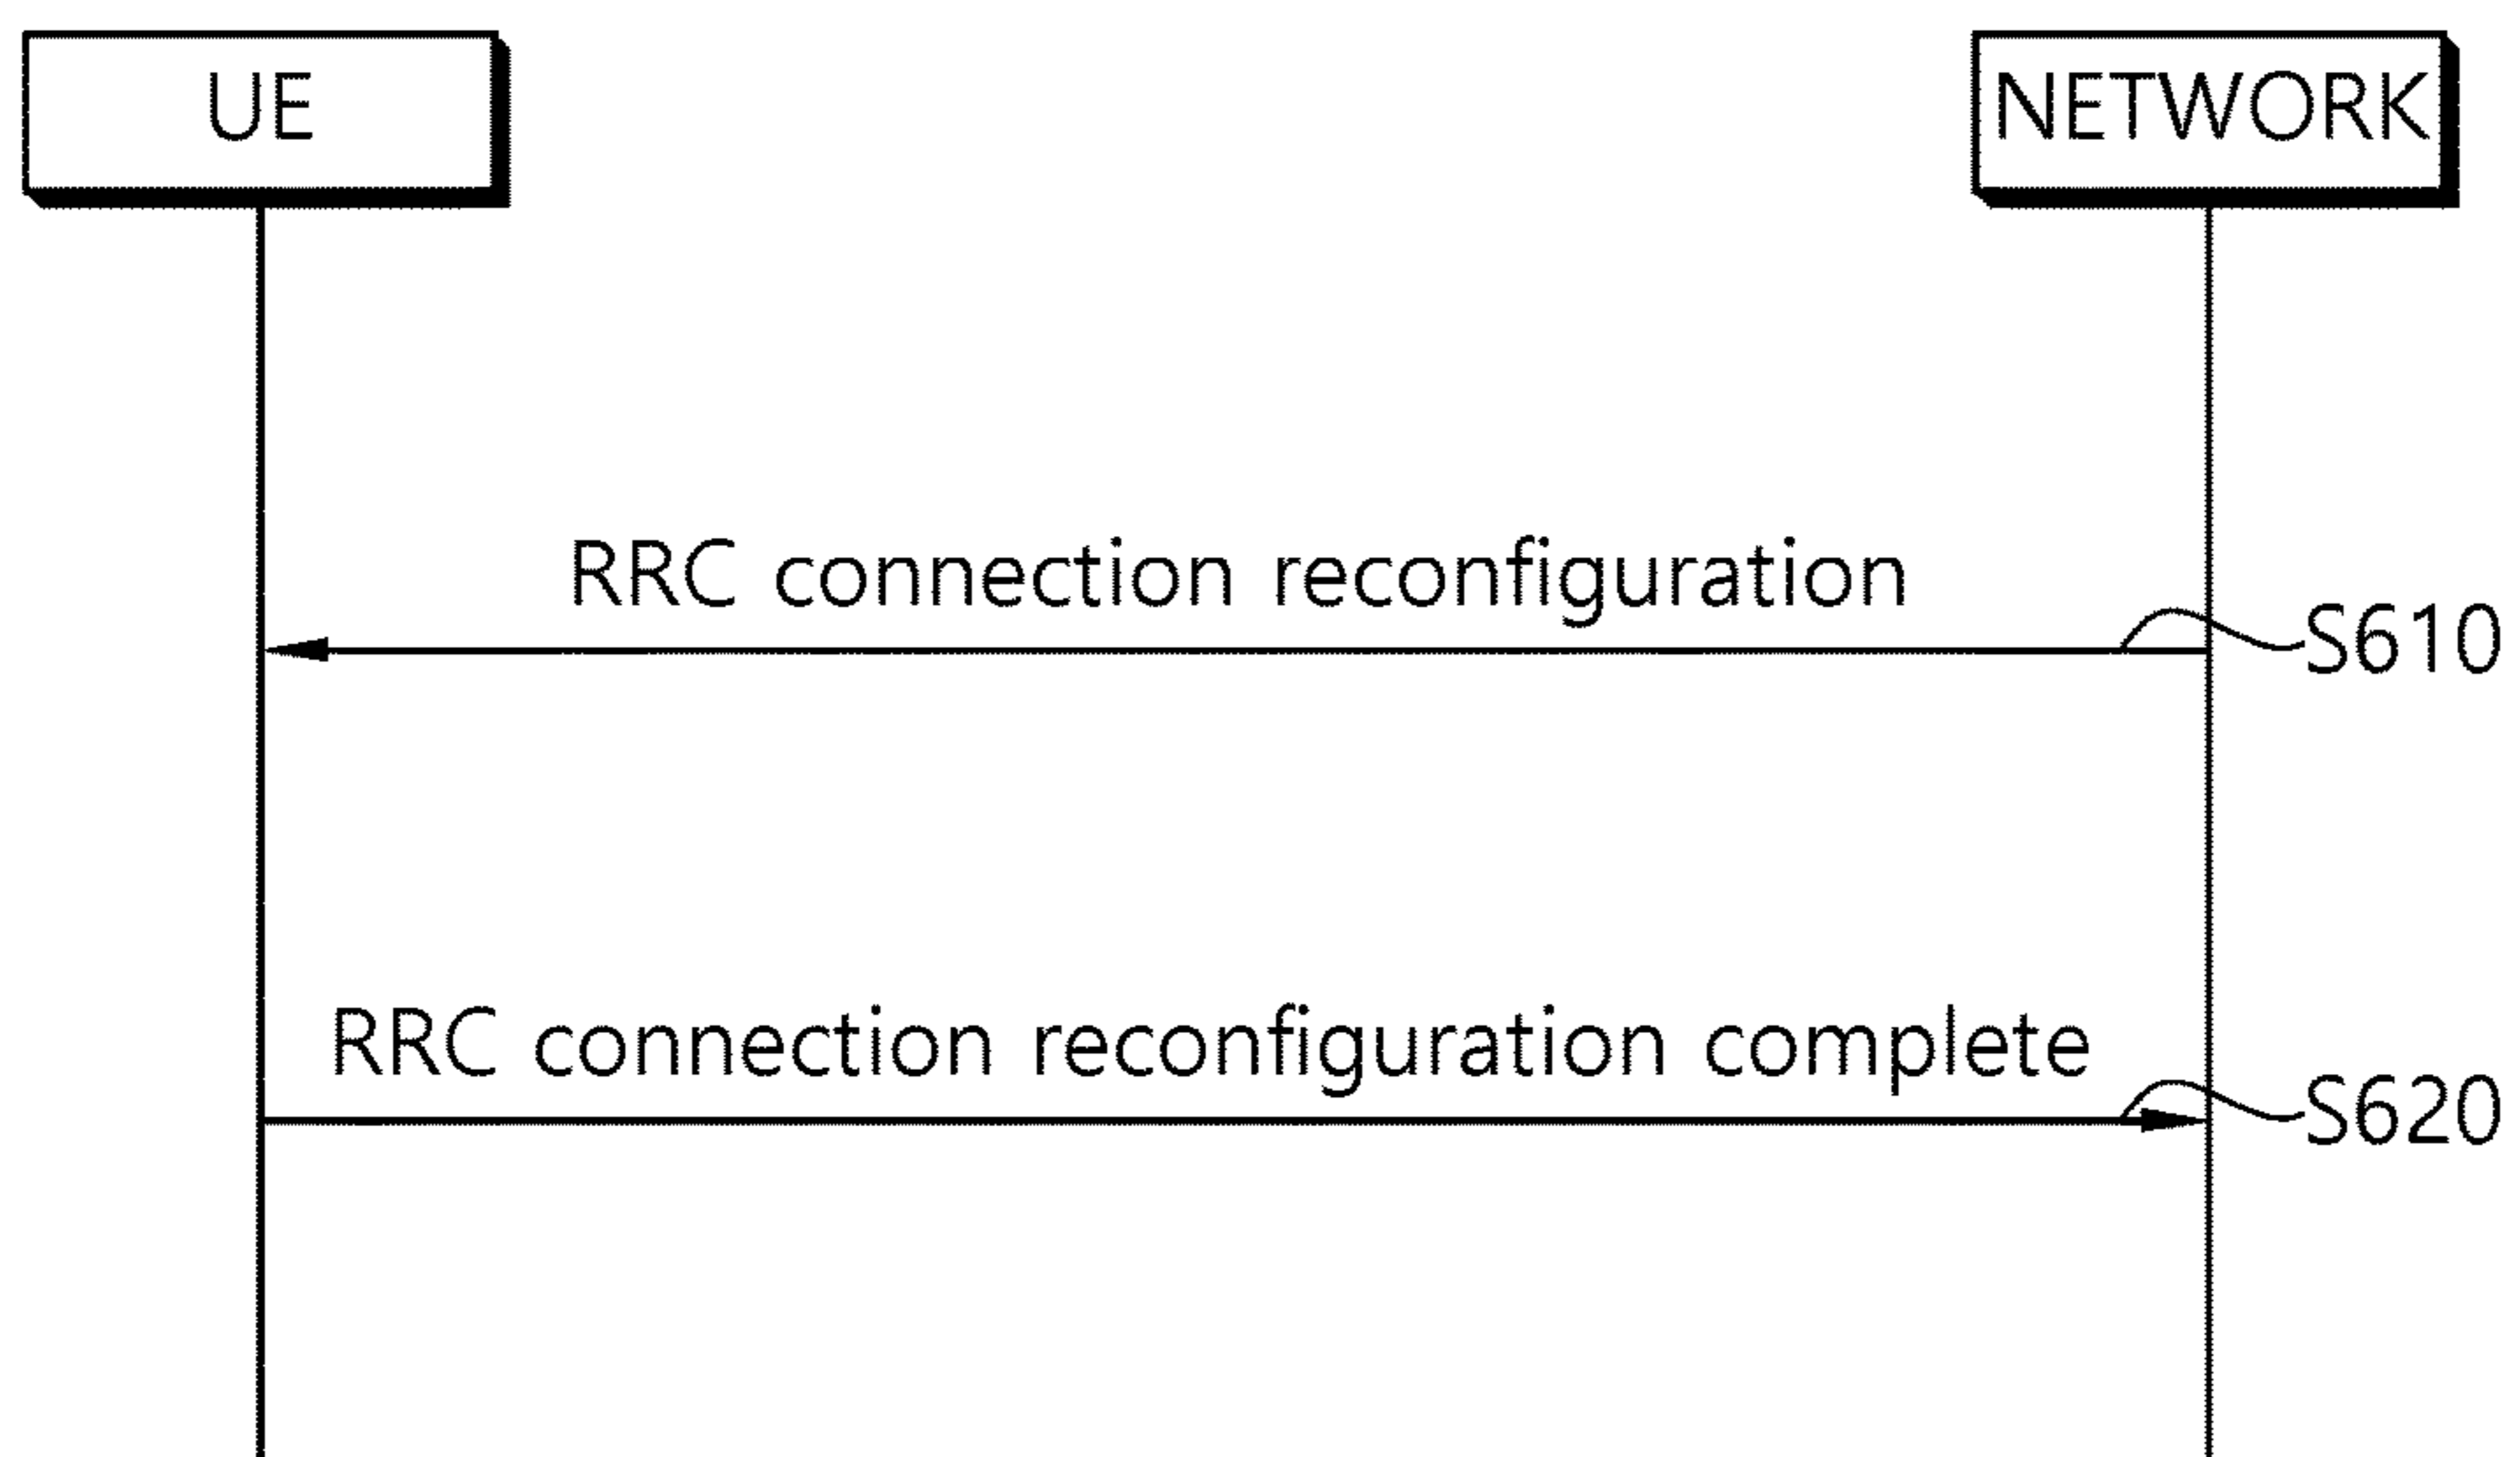 UE
NETWORK
RRC connection reconfiguration
S610
RRC connection reconfiguration complete
S620